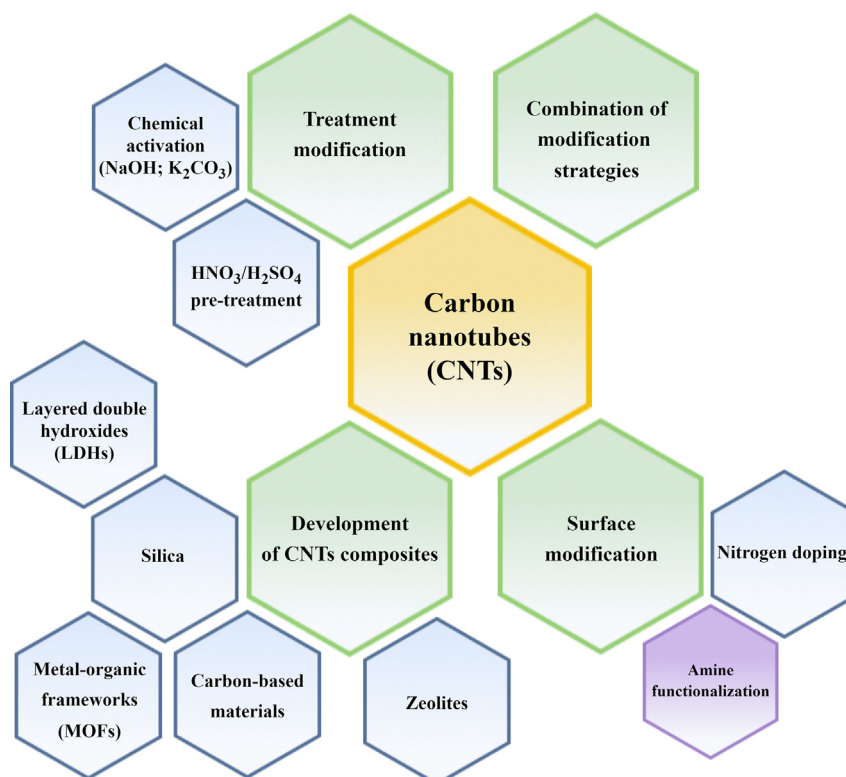 Chemical
activation
(NaOH; K₂CO₃)
Treatment
modification
Combination of
modification
strategies
HNO₃/H₂SO₄
pre-treatment
Carbon
nanotubes
(CNTs)
Layered double
hydroxides
(LDHs)
Silica
Development
of CNTs composites
Surface
modification
Nitrogen doping
Metal-organic
frameworks
(MOFs)
Carbon-based
materials
Zeolites
Amine
functionalization